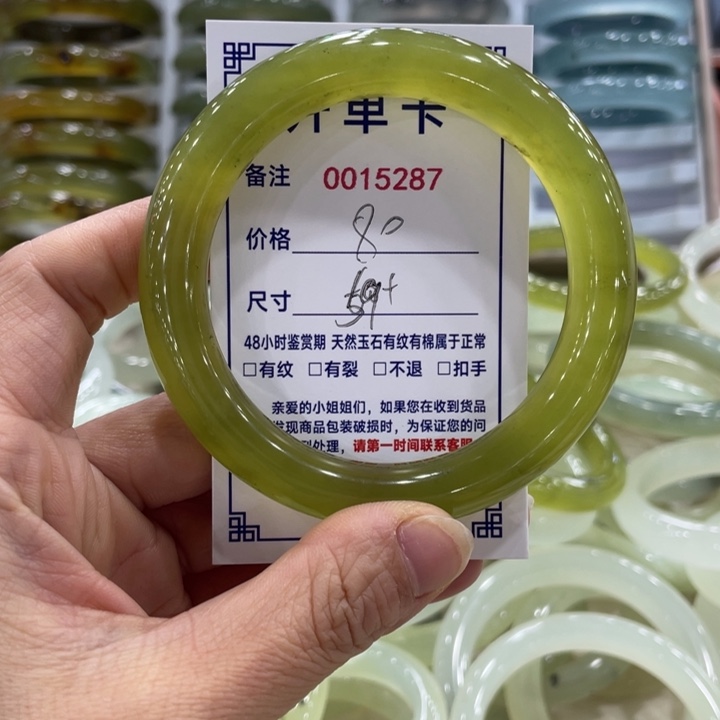 开单卡
备注 0015287
价格 80
尺寸
48小时鉴赏期 天然玉石有纹有棉属于正常
□有纹 □有裂 □不退 □扣手
亲爱的小姐姐们，如果您在收到货品
发现商品包装破损时，为保证您的问
处理，请第一时间联系客服